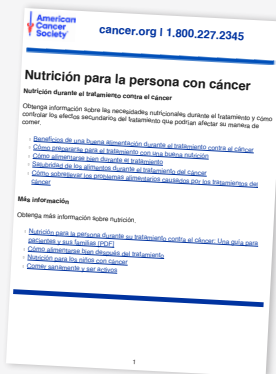 American
Cancer
Society
cancer.org | 1.800.227.2345
Nutrición para la persona con cáncer
Nutrición durante el tratamiento contra el cáncer
Obtenga información sobre las necesidades nutricionales durante el tratamiento y cómo
controlar los efectos secundarios del tratamiento que podrían afectar su manera de
comer.
Beneficios de una buena alimentación durante el tratamiento contra el cáncer
Cómo prepararse para el tratamiento con una buena nutrición
Cómo alimentarse bien durante el tratamiento
Salubridad de los alimentos durante el tratamiento del cáncer
Cómo sobrellevar los problemas alimentarios causados por los tratamientos del
cáncer
Más información
Obtenga más información sobre nutrición.
Nutrición para la persona durante su tratamiento contra el cáncer: Una guía para
pacientes y sus familias [PDF]
Cómo alimentarse bien después del tratamiento
Nutrición para los niños con cáncer
Comer sanamente y ser activos
1